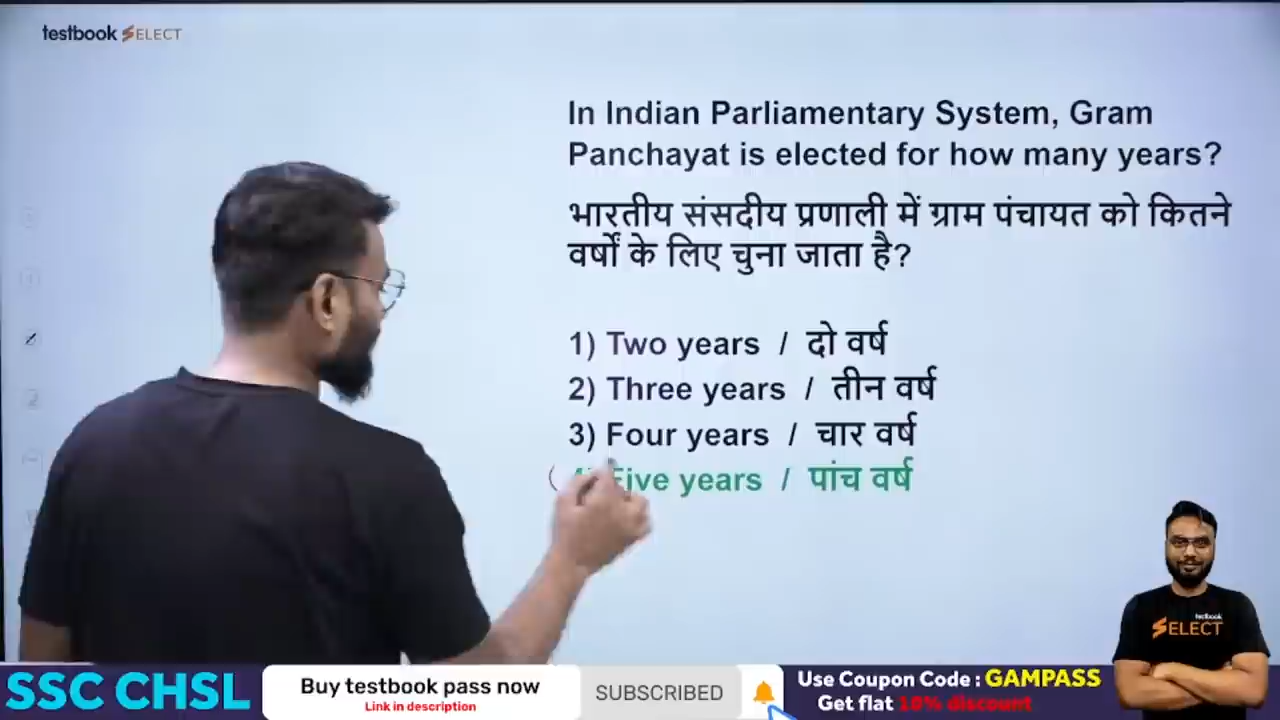 testbook SELECT
In Indian Parliamentary System, Gram
Panchayat is elected for how many years?
भारतीय संसदीय प्रणाली में ग्राम पंचायत को कितने
वर्षों के लिए चुना जाता है?
1) Two years / दो वर्ष
2) Three years / तीन वर्ष
3) Four years / चार वर्ष
Five years / पांच वर्ष
testbook
SELECT
SSC CHSL
Buy testbook pass now
Link in description
SUBSCRIBED
Use Coupon Code : GAMPASS
Get flat 10% discount